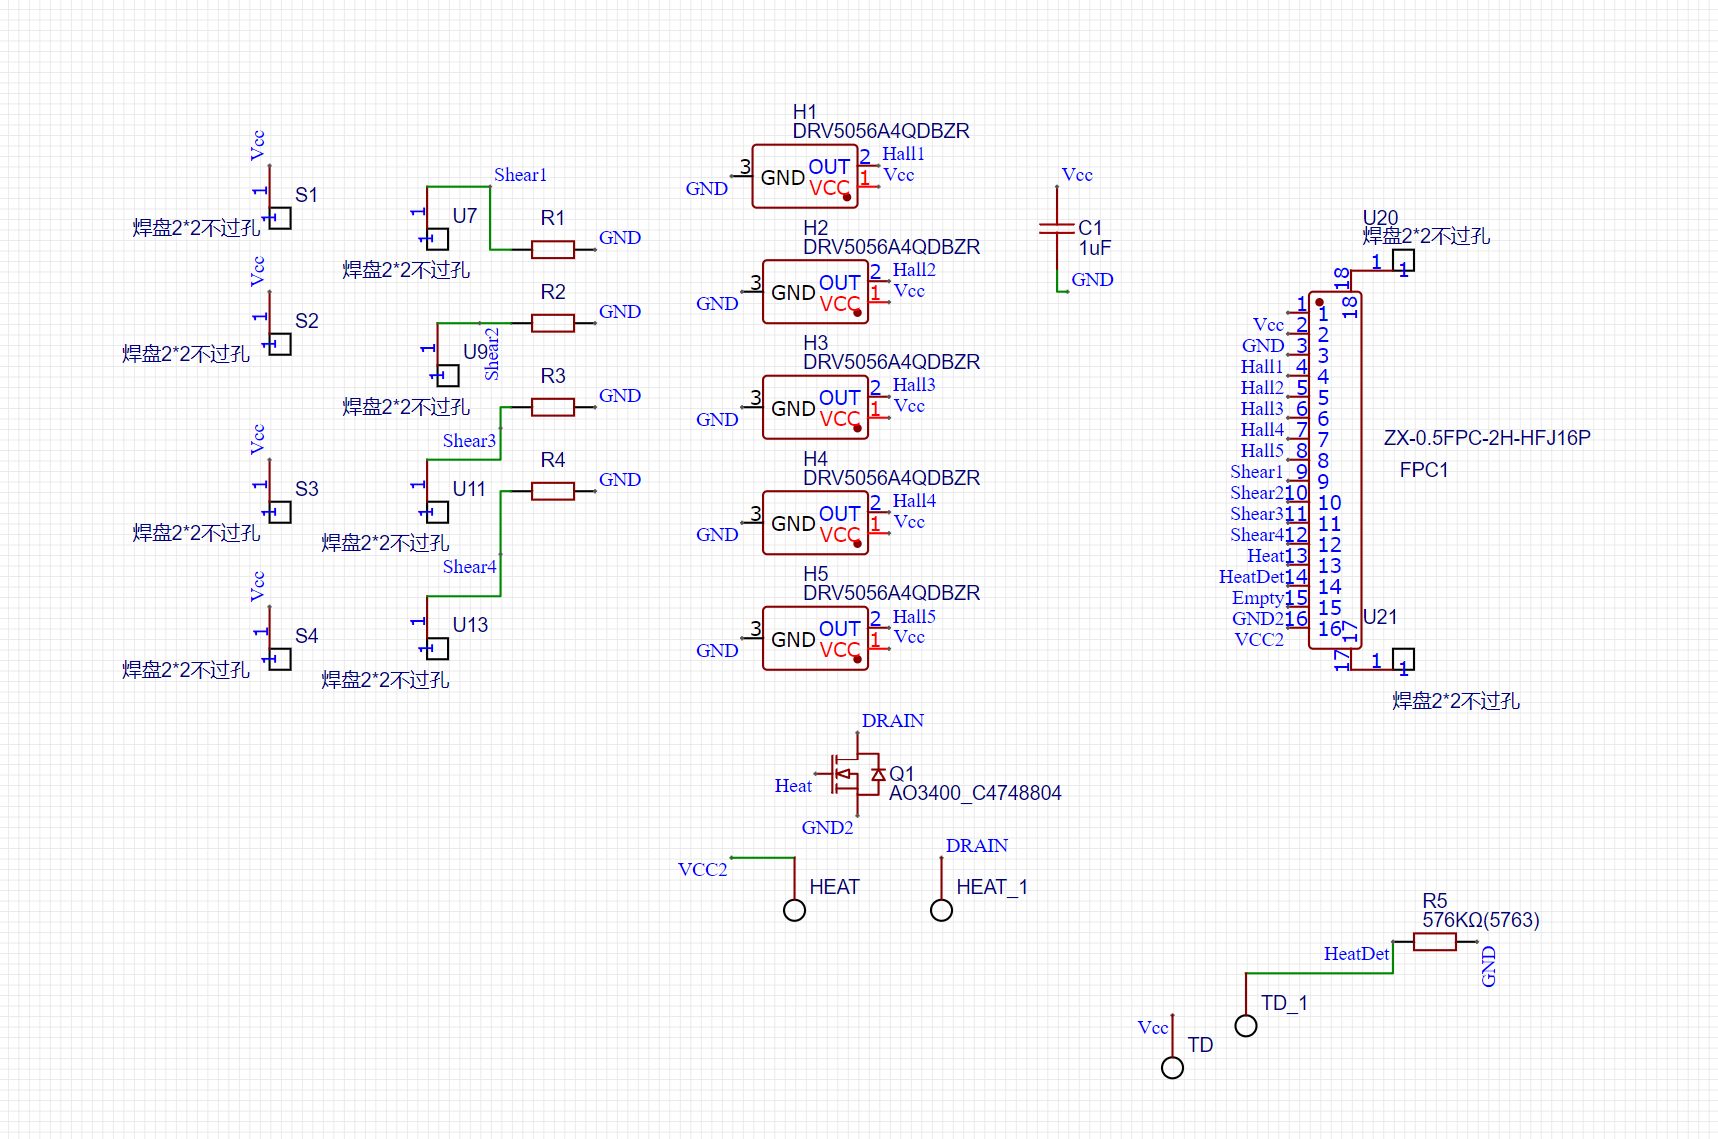 Vcc
1
S1
1
焊盘2*2不过孔
Vcc
1
S2
1
焊盘2*2不过孔
Vcc
1
S3
1
焊盘2*2不过孔
Vcc
1
S4
1
焊盘2*2不过孔
Shear1
1
U7
1
焊盘2*2不过孔
R1
GND
R2
GND
1
U9
Shear2
1
焊盘2*2不过孔
R3
GND
Shear3
1
U11
1
焊盘2*2不过孔
R4
GND
Shear4
1
U13
1
焊盘2*2不过孔
H1
DRV5056A4QDBZR
3
GND
OUT
2
Hall1
VCC
1
Vcc
GND
H2
DRV5056A4QDBZR
3
GND
OUT
2
Hall2
VCC
1
Vcc
GND
H3
DRV5056A4QDBZR
3
GND
OUT
2
Hall3
VCC
1
Vcc
GND
H4
DRV5056A4QDBZR
3
GND
OUT
2
Hall4
VCC
1
Vcc
GND
H5
DRV5056A4QDBZR
3
GND
OUT
2
Hall5
VCC
1
Vcc
GND
Vcc
C1
1uF
GND
U20
焊盘2*2不过孔
1
1
18
18
1
1
Vcc
2
2
GND
3
3
Hall1
4
4
Hall2
5
5
Hall3
6
6
Hall4
7
7
Hall5
8
8
Shear1
9
9
Shear2
10
10
Shear3
11
11
Shear4
12
12
Heat
13
13
HeatDet
14
14
Empty
15
15
GND2
16
16
VCC2
17
17
ZX-0.5FPC-2H-HFJ16P
FPC1
U21
1
1
焊盘2*2不过孔
DRAIN
Heat
Q1
AO3400_C4748804
GND2
VCC2
HEAT
DRAIN
HEAT_1
R5
576KΩ(5763)
HeatDet
GND
TD_1
Vcc
TD